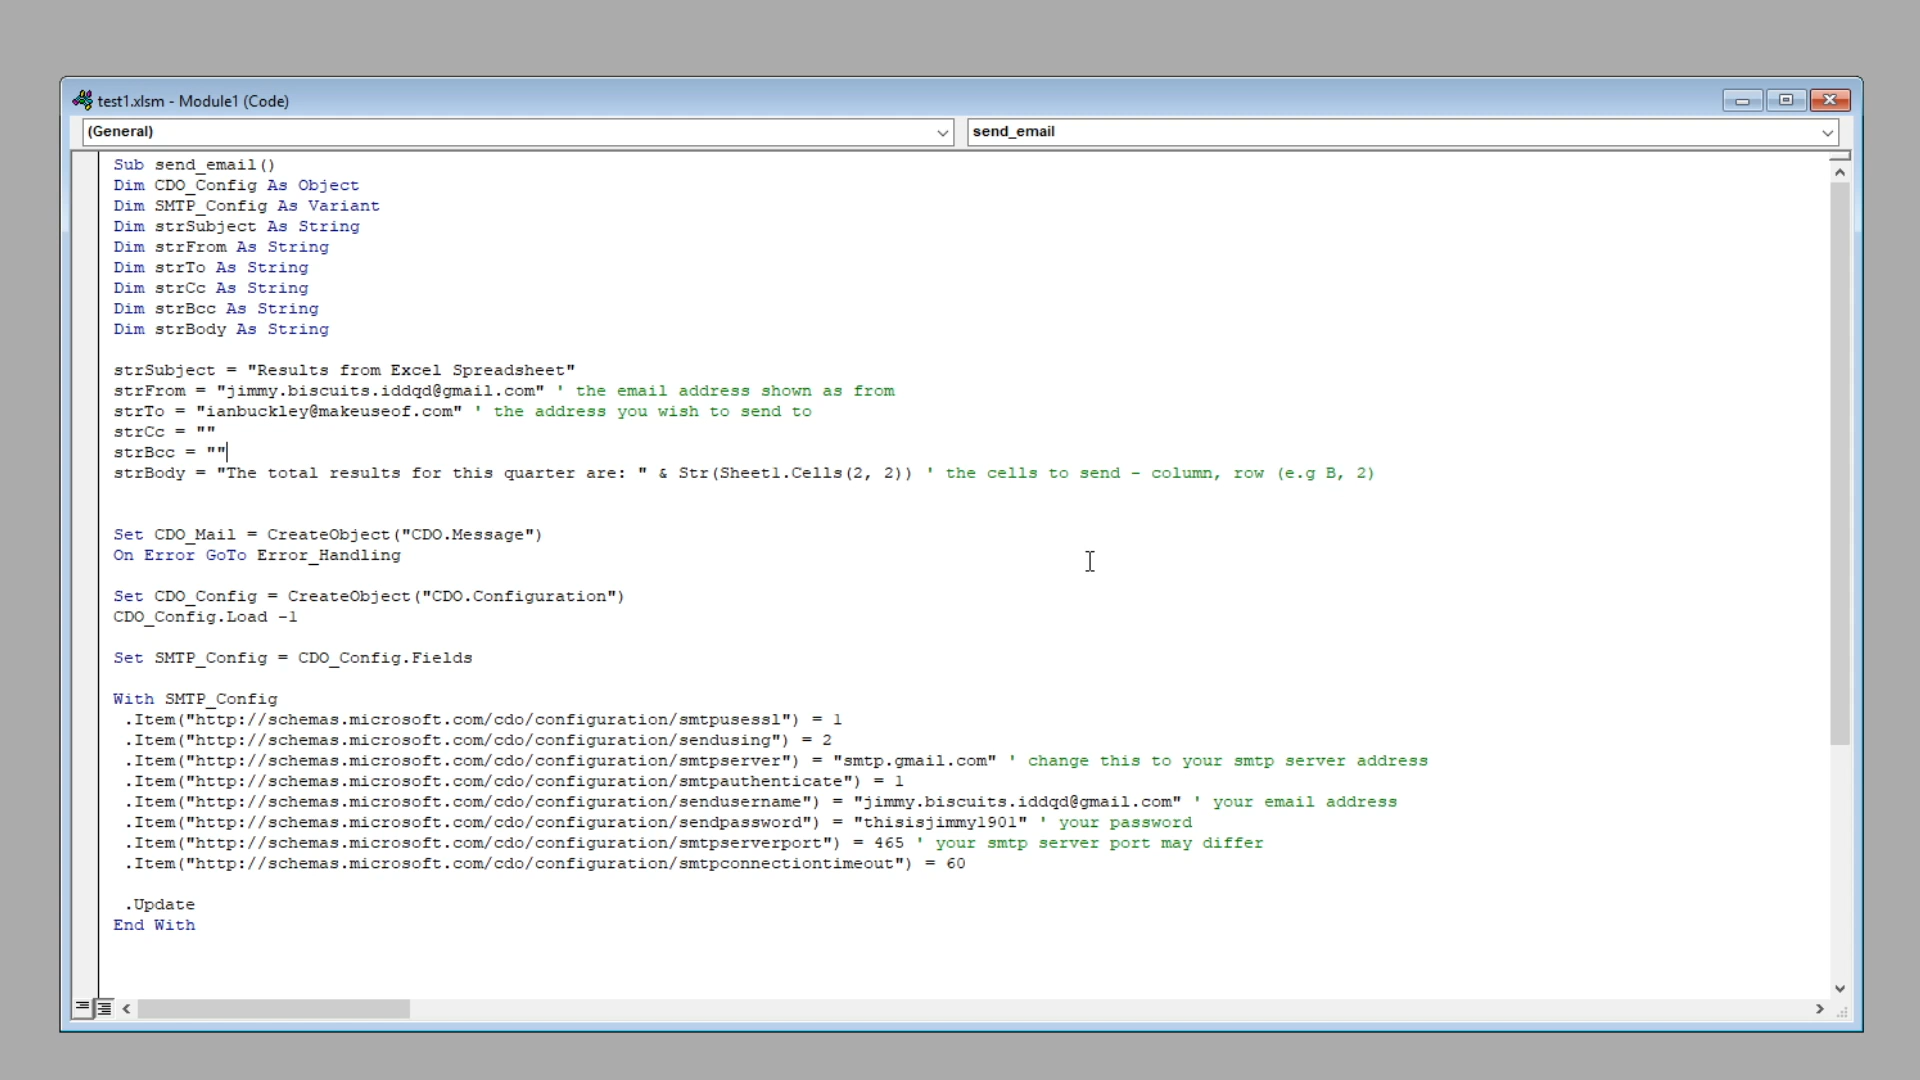 test1.xlsm - Module1 (Code)
(General)
send_email
Sub send_email()
Dim CDO_Config As Object
Dim SMTP_Config As Variant
Dim strSubject As String
Dim strFrom As String
Dim strTo As String
Dim strCc As String
Dim strBcc As String
Dim strBody As String
strSubject = "Results from Excel Spreadsheet"
strFrom = "jimmy.biscuits.iddqd@gmail.com" ' the email address shown as from
strTo = "ianbuckley@makeuseof.com" ' the address you wish to send to
strCc = ""
strBcc = ""
strBody = "The total results for this quarter are: " & Str(Sheet1.Cells(2, 2)) ' the cells to send - column, row (e.g B, 2)
Set CDO_Mail = CreateObject("CDO.Message")
On Error GoTo Error_Handling
Set CDO_Config = CreateObject("CDO.Configuration")
CDO_Config.Load -1
Set SMTP_Config = CDO_Config.Fields
With SMTP_Config
.Item("http://schemas.microsoft.com/cdo/configuration/smtpusessl") = 1
.Item("http://schemas.microsoft.com/cdo/configuration/sendusing") = 2
.Item("http://schemas.microsoft.com/cdo/configuration/smtpserver") = "smtp.gmail.com" ' change this to your smtp server address
.Item("http://schemas.microsoft.com/cdo/configuration/smtpauthenticate") = 1
.Item("http://schemas.microsoft.com/cdo/configuration/sendusername") = "jimmy.biscuits.iddqd@gmail.com" ' your email address
.Item("http://schemas.microsoft.com/cdo/configuration/sendpassword") = "thisisjimmy1901" ' your password
.Item("http://schemas.microsoft.com/cdo/configuration/smtpserverport") = 465 ' your smtp server port may differ
.Item("http://schemas.microsoft.com/cdo/configuration/smtpconnectiontimeout") = 60
.Update
End With